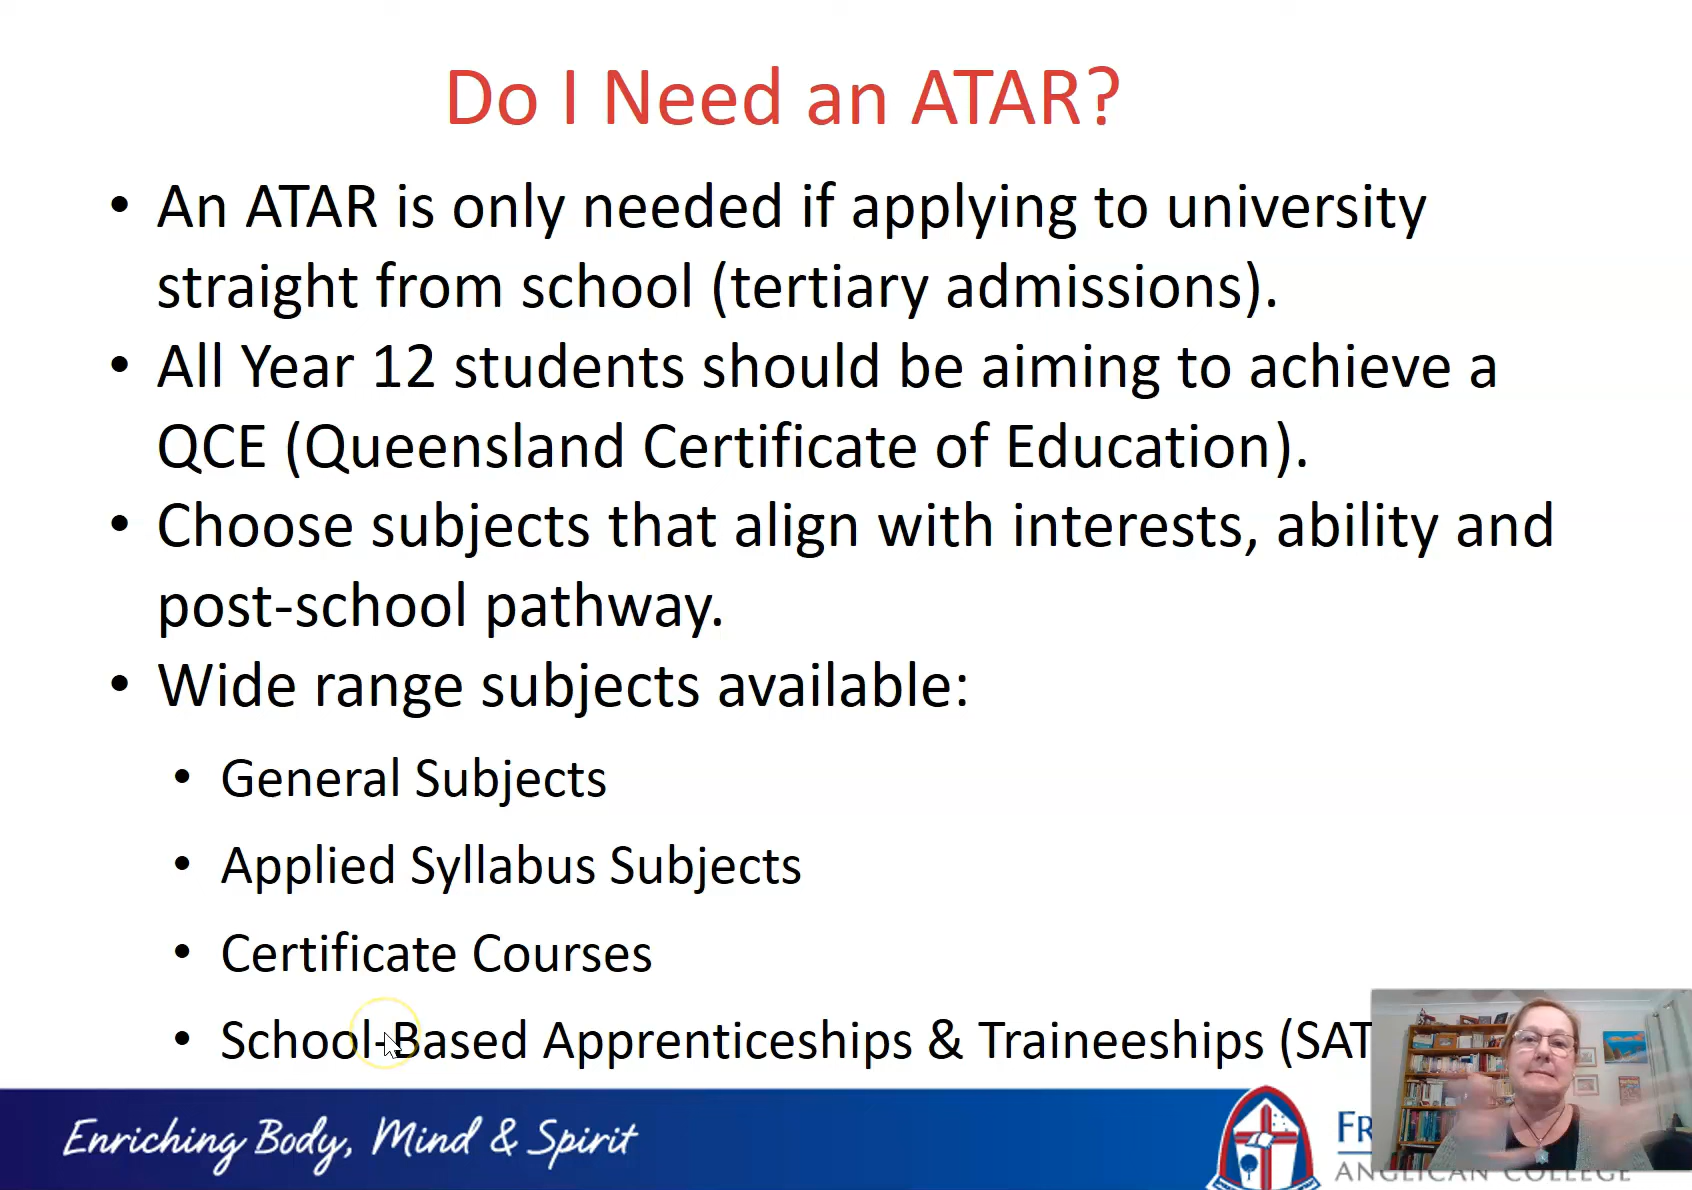 Do I Need an ATAR?
• An ATAR is only needed if applying to university
straight from school (tertiary admissions).
• All Year 12 students should be aiming to achieve a
QCE (Queensland Certificate of Education).
• Choose subjects that align with interests, ability and
post-school pathway.
• Wide range subjects available:
• General Subjects
• Applied Syllabus Subjects
• Certificate Courses
• School-Based Apprenticeships & Traineeships (SAT
Enriching Body, Mind & Spirit
FR
ANGLICAN COLLEGE